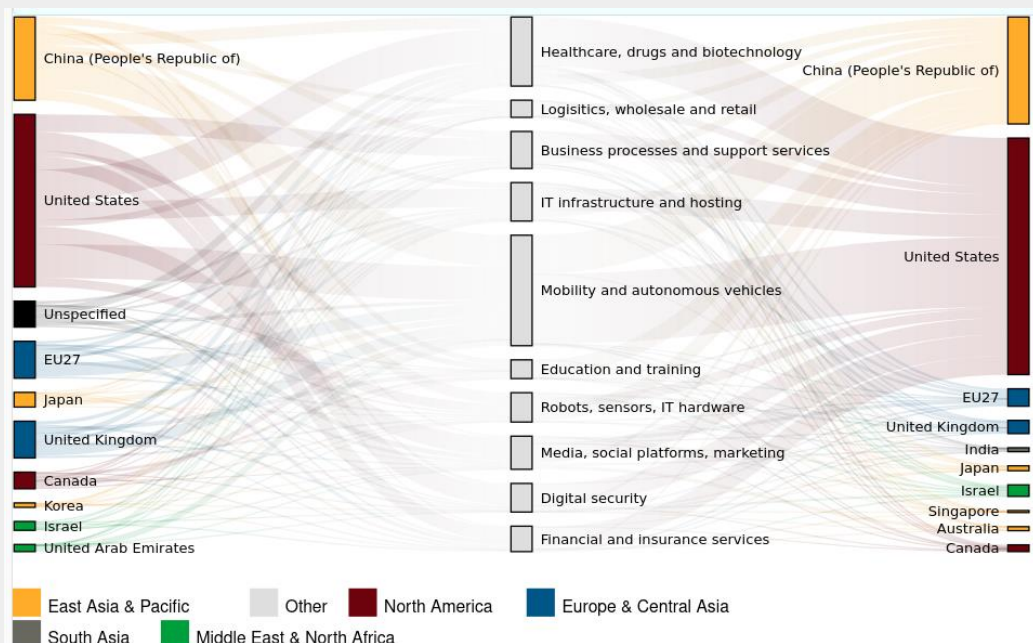 China (People's Republic of)
United States
Unspecified
EU27
Japan
United Kingdom
Canada
Korea
Israel
United Arab Emirates
Healthcare, drugs and biotechnology
Logisitics, wholesale and retail
Business processes and support services
IT infrastructure and hosting
Mobility and autonomous vehicles
Education and training
Robots, sensors, IT hardware
Media, social platforms, marketing
Digital security
Financial and insurance services
China (People's Republic of)
United States
EU27
United Kingdom
India
Japan
Israel
Singapore
Australia
Canada
East Asia & Pacific
Other
North America
Europe & Central Asia
South Asia
Middle East & North Africa